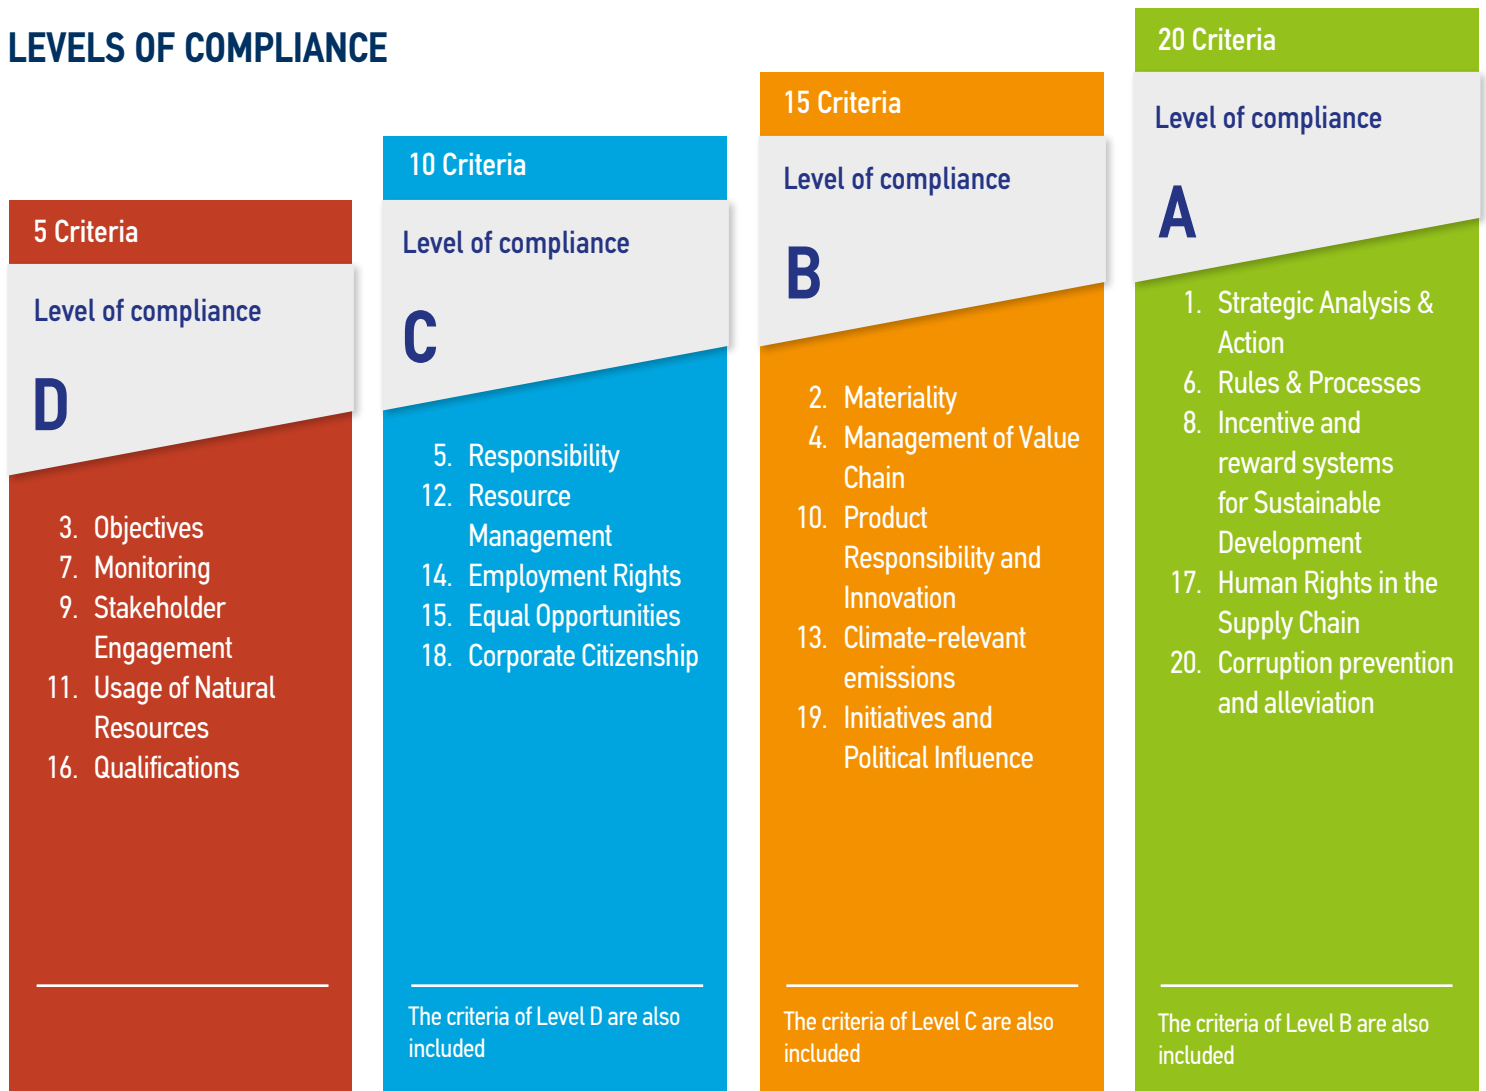 LEVELS OF COMPLIANCE
5 Criteria
Level of compliance
D
3. Objectives
7. Monitoring
9. Stakeholder
Engagement
11. Usage of Natural
Resources
16. Qualifications
10 Criteria
Level of compliance
C
5. Responsibility
12. Resource
Management
14. Employment Rights
15. Equal Opportunities
18. Corporate Citizenship
The criteria of Level D are also
included
15 Criteria
Level of compliance
B
2. Materiality
4. Management of Value
Chain
10. Product
Responsibility and
Innovation
13. Climate-relevant
emissions
19. Initiatives and
Political Influence
The criteria of Level C are also
included
20 Criteria
Level of compliance
A
1. Strategic Analysis &
Action
6. Rules & Processes
8. Incentive and
reward systems
for Sustainable
Development
17. Human Rights in the
Supply Chain
20. Corruption prevention
and alleviation
The criteria of Level B are also
included